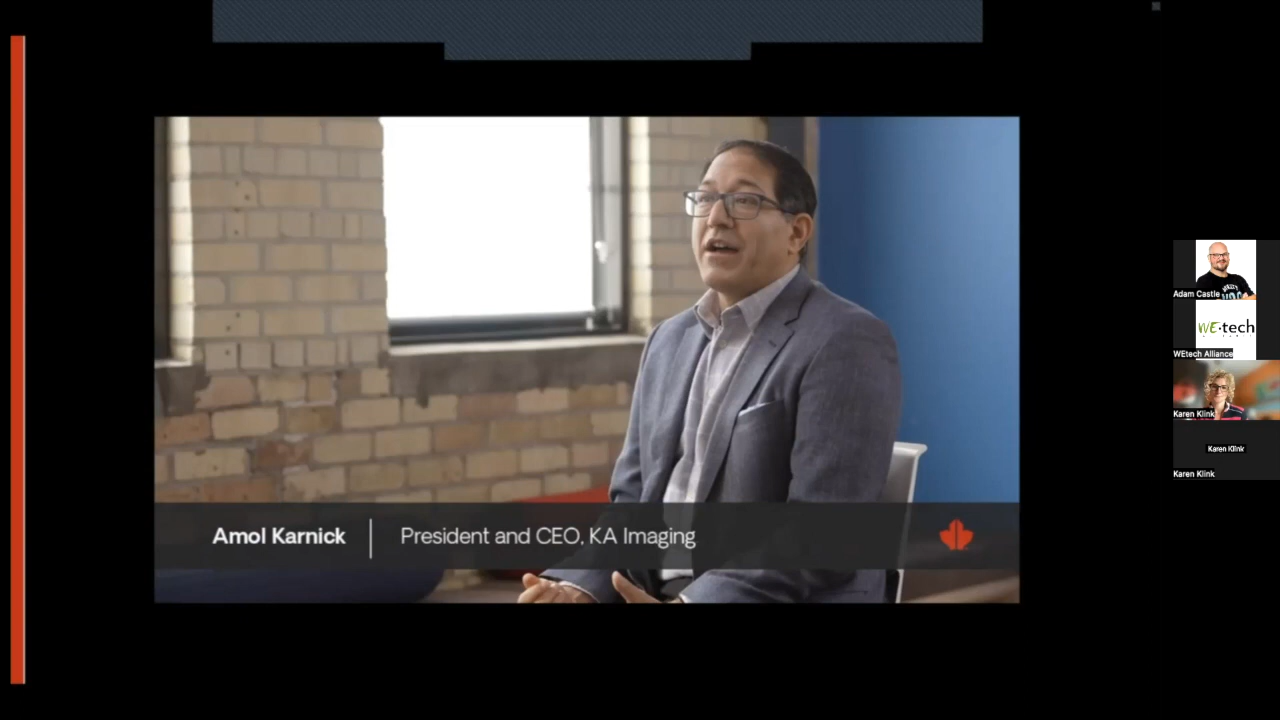 Amol Karnick | President and CEO, KA Imaging
Adam Castle
WE·tech
WEtech Alliance
Karen Klink
Karen Klink
Karen Klink